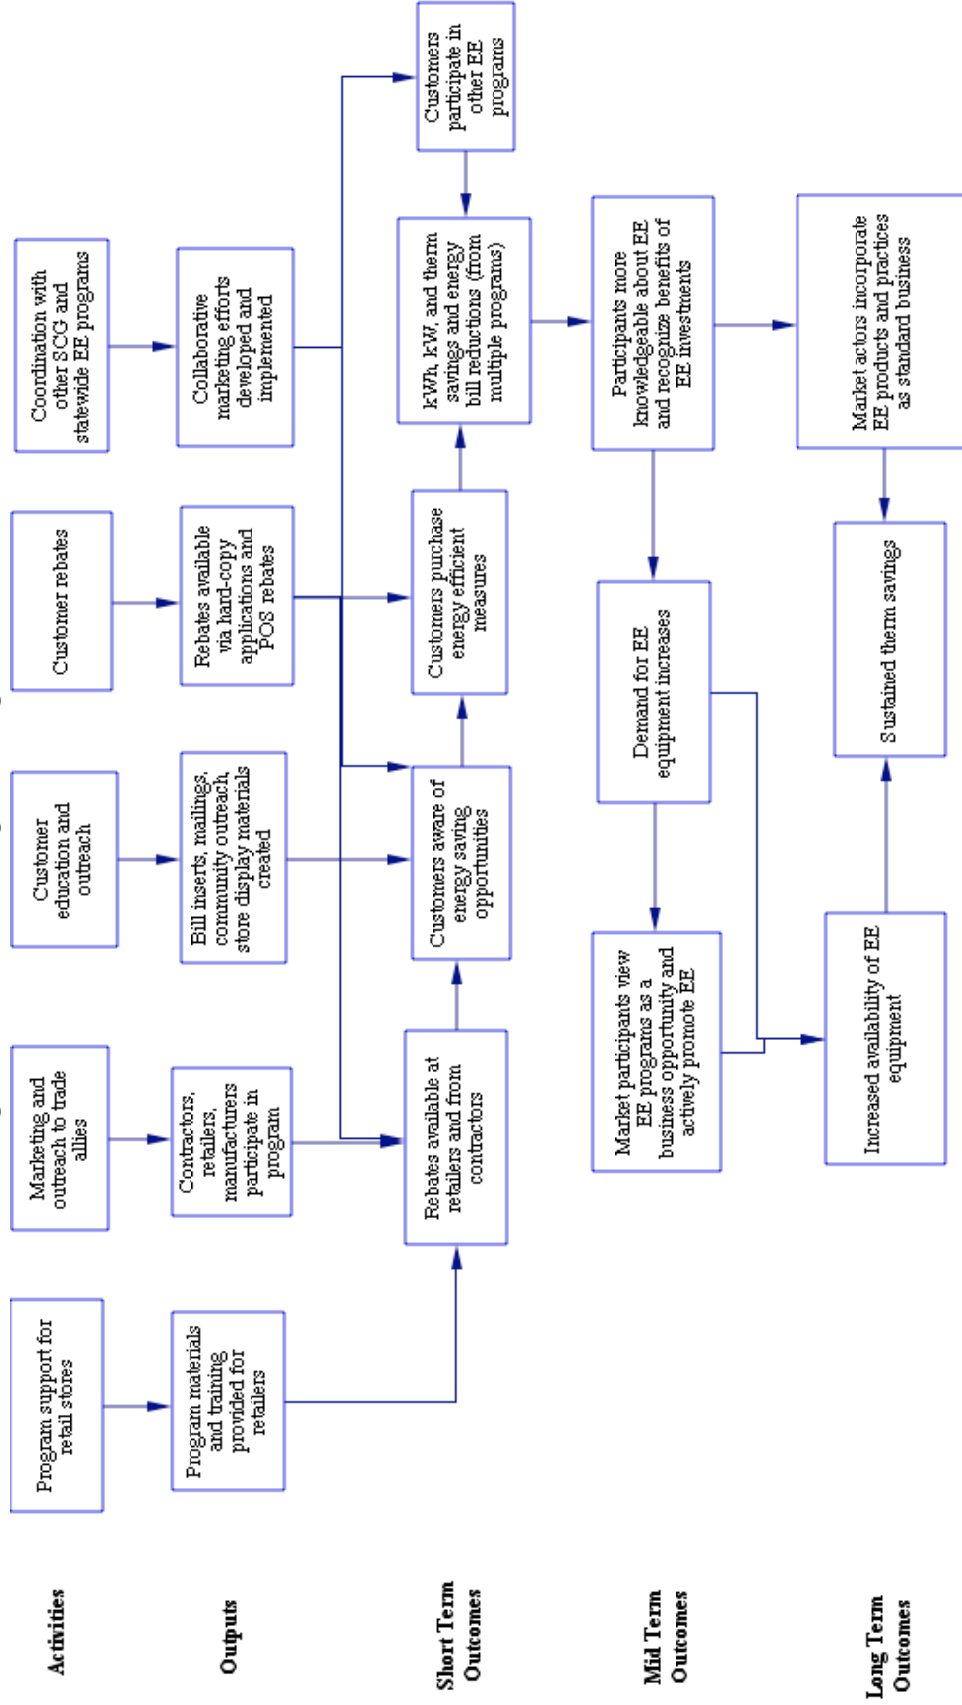 Activities
Program support for
retail stores
Marketing and
outreach to trade
allies
Customer
education and
outreach
Customer rebates
Coordination with
other SCG and
statewide EE programs
Outputs
Program materials
and training
provided for
retailers
Contractors,
retailers,
manufacturers
participate in
program
Bill inserts, mailings,
community outreach,
store display materials
created
Rebates available
via hard-copy
applications and
POS rebates
Collaborative
marketing efforts
developed and
implemented
Short Term
Outcomes
Rebates available at
retailers and from
contractors
Customers aware of
energy saving
opportunities
Customers purchase
energy efficient
measures
kWh, kW, and therm
savings and energy
bill reductions (from
multiple programs)
Customers
participate in
other EE
programs
Mid Term
Outcomes
Market participants view
EE programs as a
business opportunity and
actively promote EE
Demand for EE
equipment increases
Participants more
knowledgeable about EE
and recognize benefits of
EE investments
Long Term
Outcomes
Increased availability of EE
equipment
Sustained therm savings
Market actors incorporate
EE products and practices
as standard business